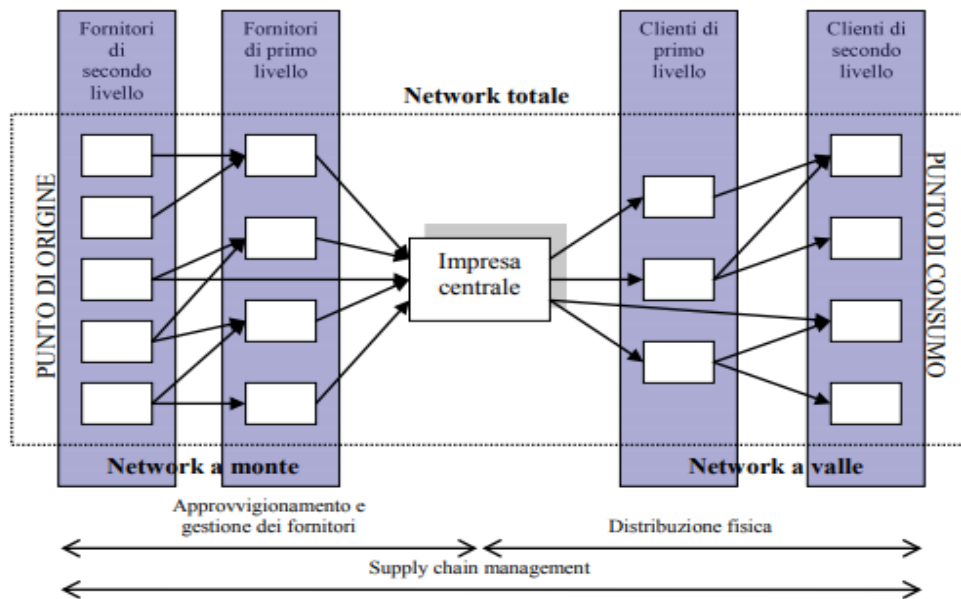 Fornitori
di
secondo
livello
Fornitori
di primo
livello
Clienti di
primo
livello
Clienti di
secondo
livello
Network totale
PUNTO DI ORIGINE
Impresa
centrale
PUNTO DI CONSUMO
Network a monte
Network a valle
Approvvigionamento e
gestione dei fornitori
Distribuzione fisica
Supply chain management